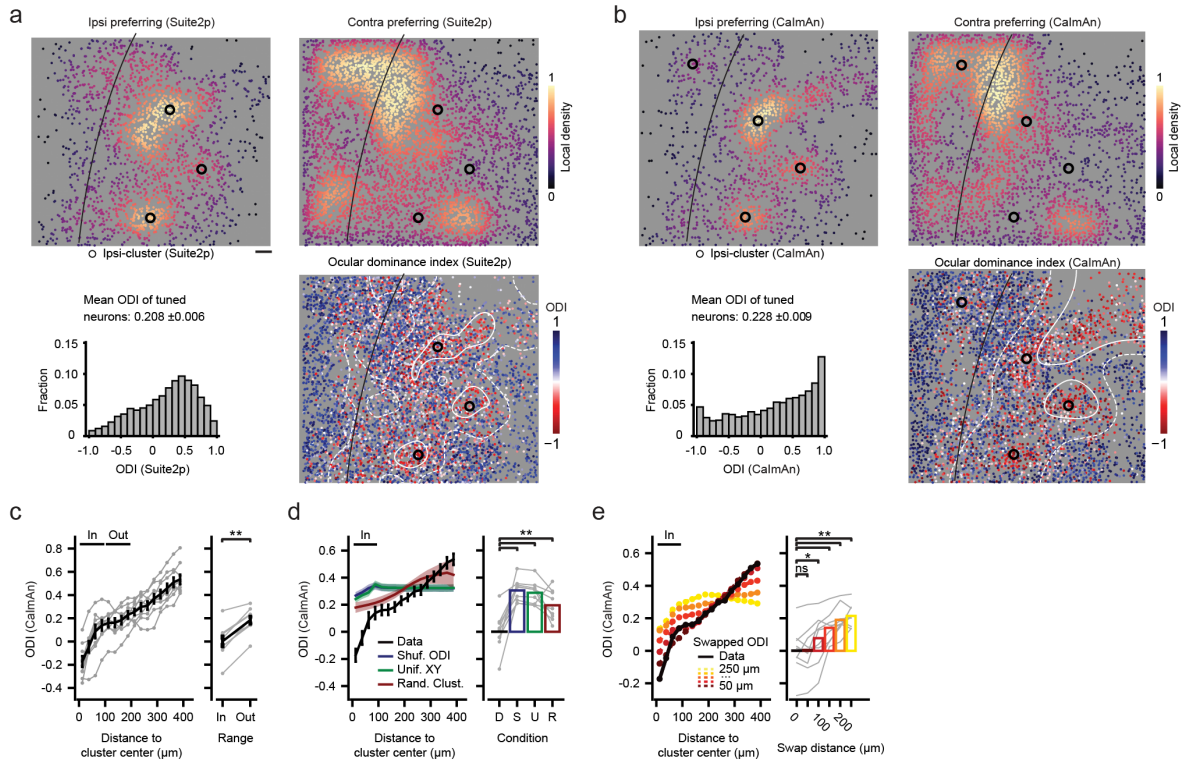 a
Ipsi preferring (Suite2p)
Contra preferring (Suite2p)
1
Local density
0
Ipsi-cluster (Suite2p)
Ocular dominance index (Suite2p)
Mean ODI of tuned
neurons: 0.208 ±0.006
0.15
0.10
0.05
0
Fraction
-1.0 -0.5 0 0.5 1.0
ODI (Suite2p)
ODI
1
−1
b
Ipsi preferring (CaImAn)
Contra preferring (CaImAn)
1
Local density
0
Ipsi-cluster (CaImAn)
Ocular dominance index (CaImAn)
Mean ODI of tuned
neurons: 0.228 ±0.009
0.15
0.10
0.05
0
Fraction
-1.0 -0.5 0 0.5 1.0
ODI (CaImAn)
ODI
1
−1
c
In Out
**
0.8
0.6
0.4
0.2
0
-0.2
-0.4
ODI (CaImAn)
0 100 200 300 400
Distance to
cluster center (µm)
In Out
Range
d
In
**
0.6
0.4
0.2
0
-0.2
-0.4
ODI (CaImAn)
Data
Shuf. ODI
Unif. XY
Rand. Clust.
0 100 200 300 400
Distance to
cluster center (µm)
D S U R
Condition
e
In
**
*
ns
0.6
0.4
0.2
0
-0.2
ODI (CaImAn)
Swapped ODI
Data
250 µm
...
50 µm
0 100 200 300 400
Distance to
cluster center (µm)
0 100 200
Swap distance (µm)